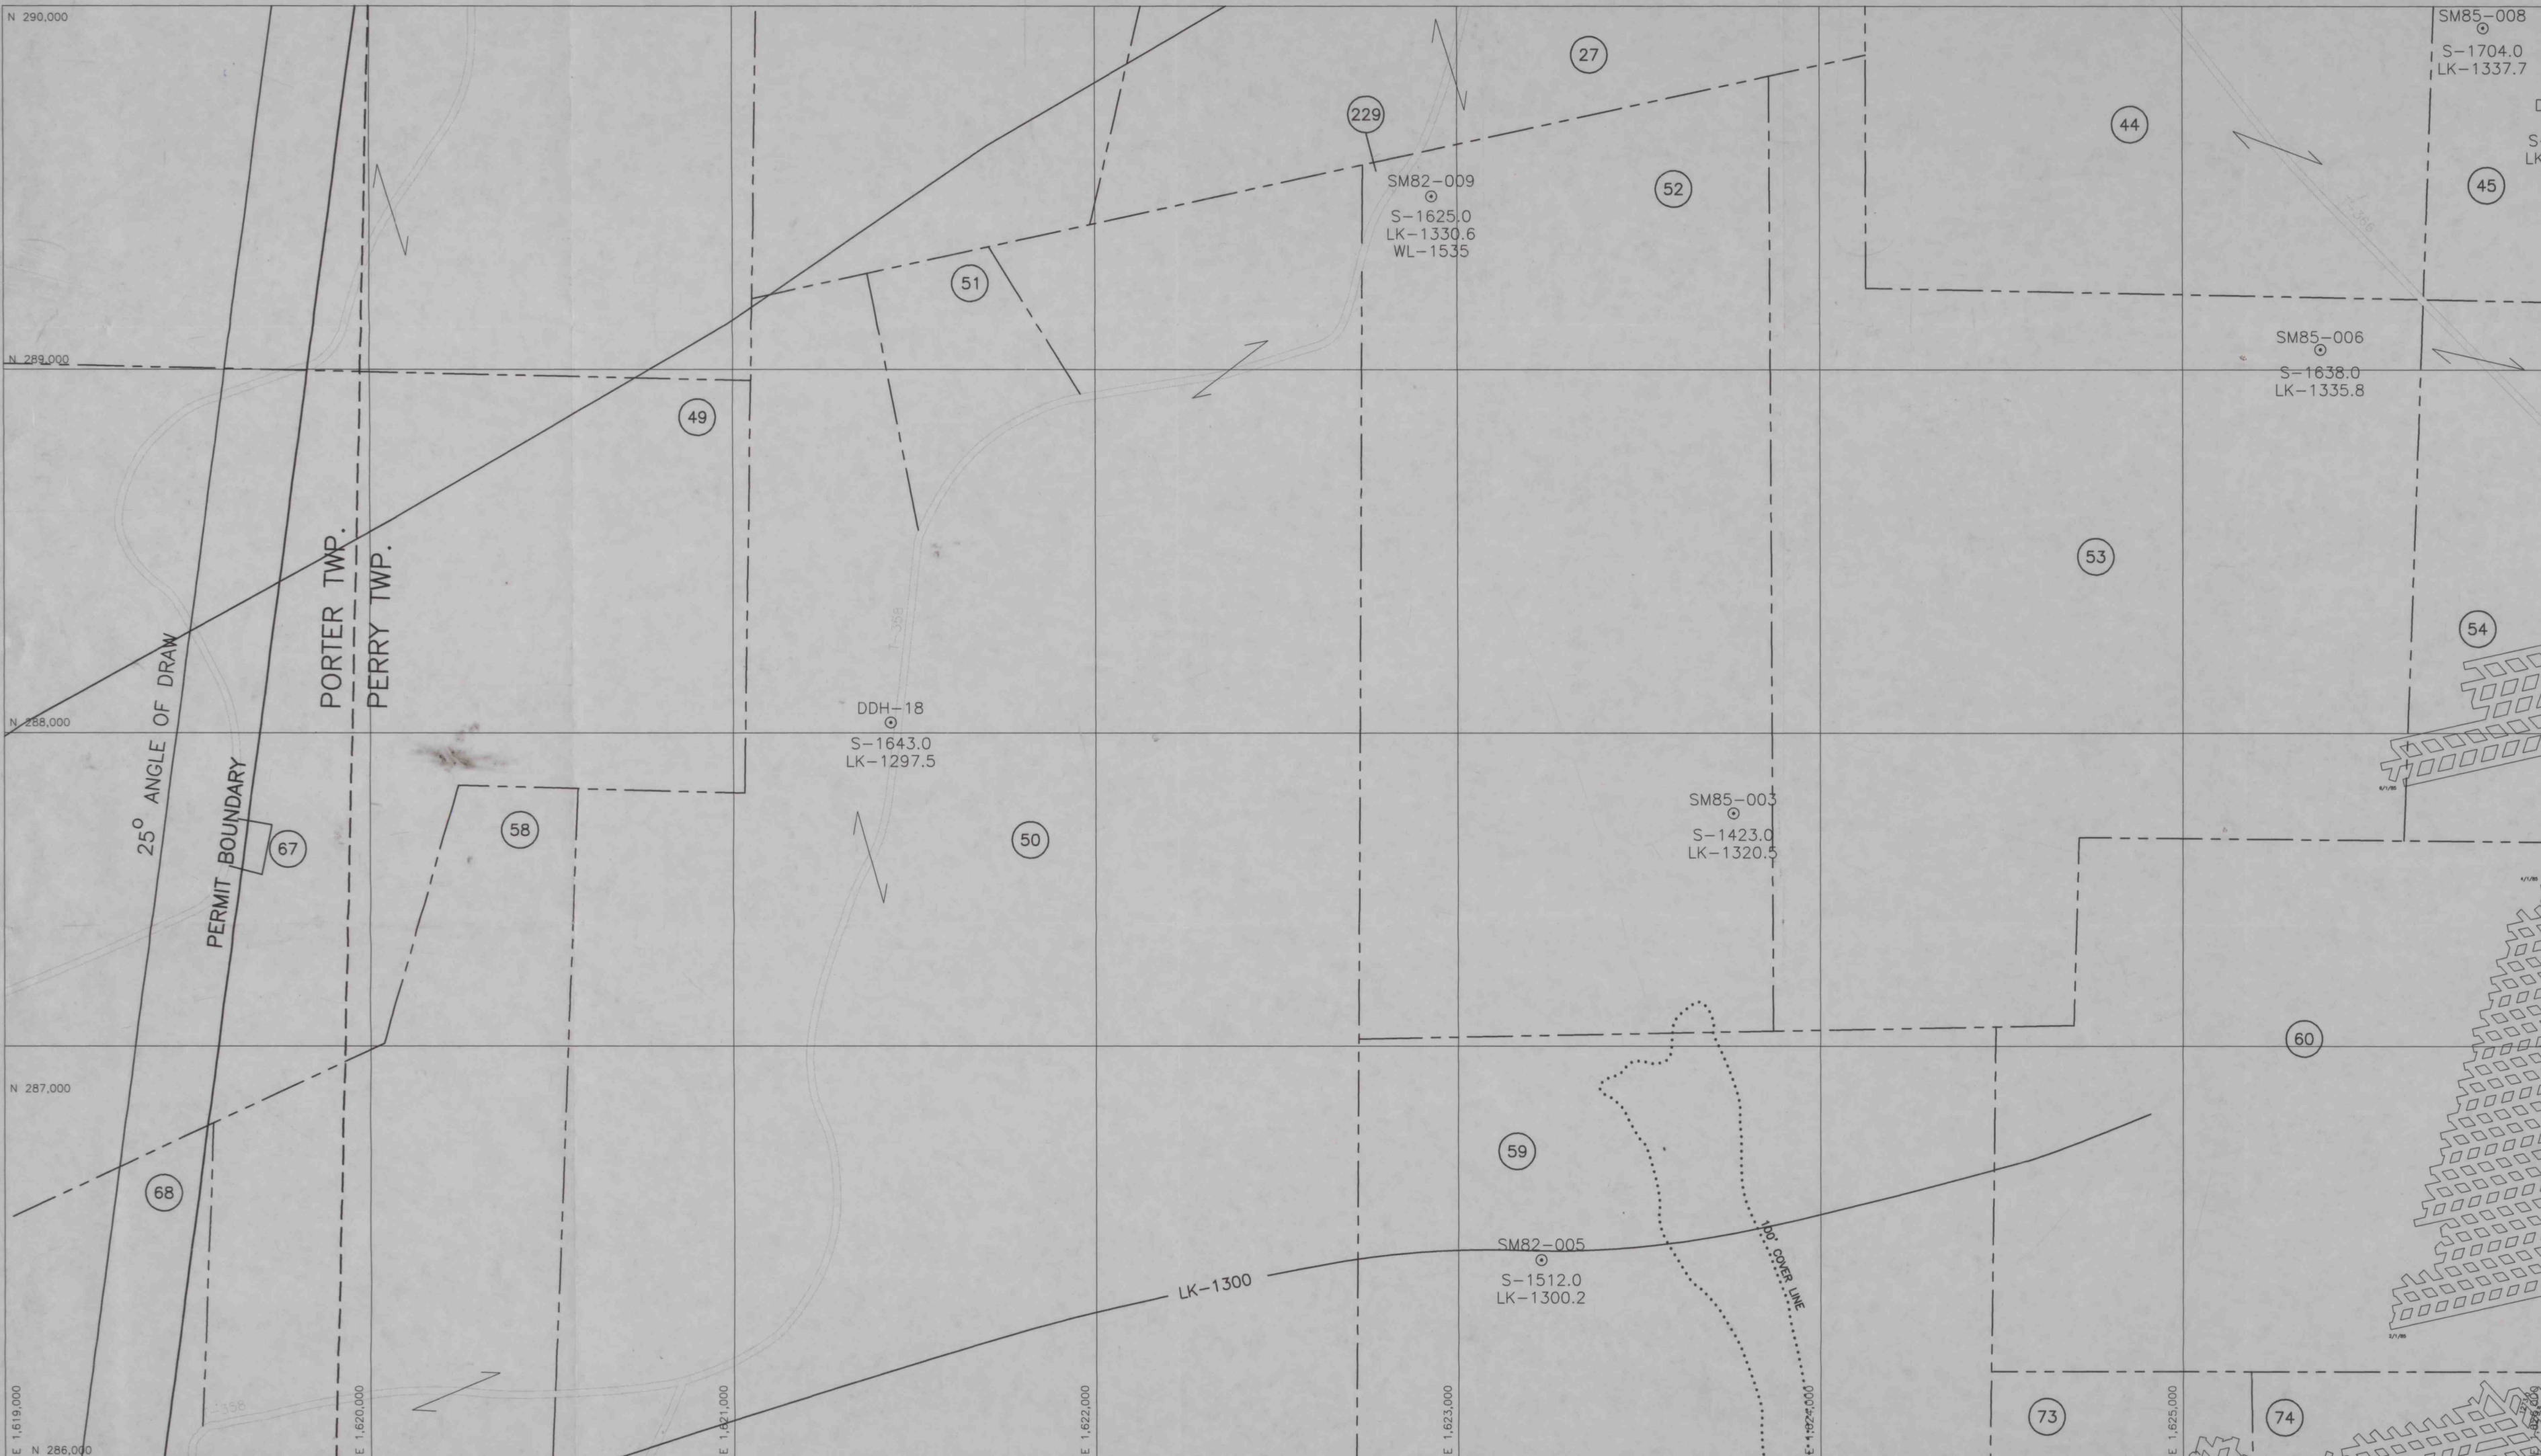 N 290,000
SM85-008
S-1704.0
LK-1337.7
27
229
44
45
SM82-009
S-1625.0
LK-1330.6
WL-1535
52
51
N 289,000
SM85-006
S-1638.0
LK-1335.8
49
53
PORTER TWP.
PERRY TWP.
54
25° ANGLE OF DRAW
N 288,000
DDH-18
S-1643.0
LK-1297.5
PERMIT BOUNDARY
67
58
50
SM85-003
S-1423.0
LK-1320.5
60
N 287,000
59
68
100' COVER LINE
SM82-005
S-1512.0
LK-1300.2
LK-1300
73
74
E 1,619,000
E 1,620,000
E 1,621,000
E 1,622,000
E 1,623,000
E 1,624,000
E 1,625,000
N 286,000